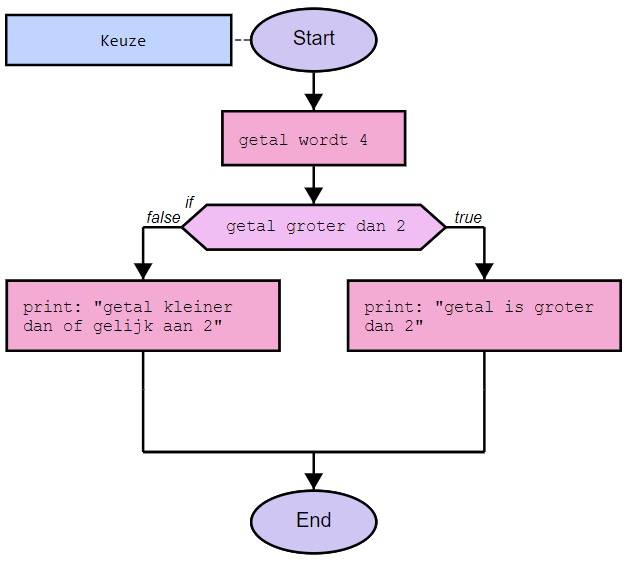 Keuze
Start
getal wordt 4
if
false
getal groter dan 2
true
print: "getal kleiner
dan of gelijk aan 2"
print: "getal is groter
dan 2"
End